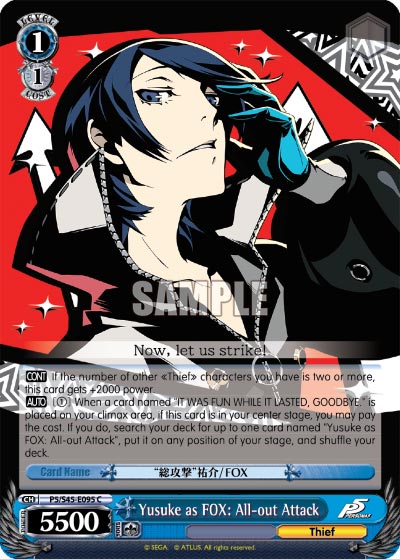 LEVEL
1
1
COST
SAMPLE
Now, let us strike!
CONT If the number of other «Thief» characters you have is two or more,
this card gets +2000 power.
AUTO [(1)] When a card named "IT WAS FUN WHILE IT LASTED, GOODBYE." is
placed on your climax area, if this card is in your center stage, you may pay
the cost. If you do, search your deck for up to one card named "Yusuke as
FOX: All-out Attack", put it on any position of your stage, and shuffle your
deck.
Card Name
“総攻撃”祐介/FOX
CH P5/S45-E095 C
5500
Yusuke as FOX: All-out Attack
P5
PERSONA5
Thief
© SEGA. © ATLUS. All rights reserved.